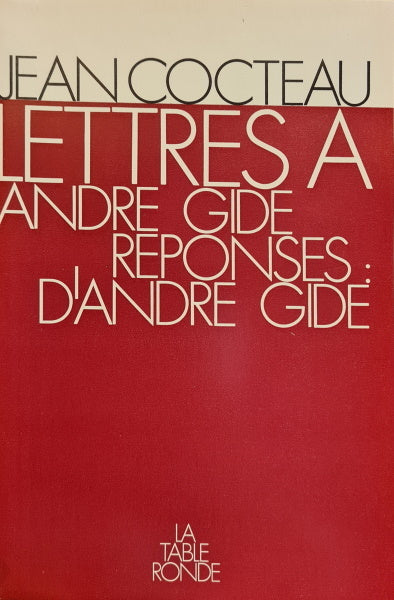 JEAN COCTEAU
LETTRES A
ANDRE GIDE
REPONSES :
D'ANDRE GIDE
LA
TABLE
RONDE